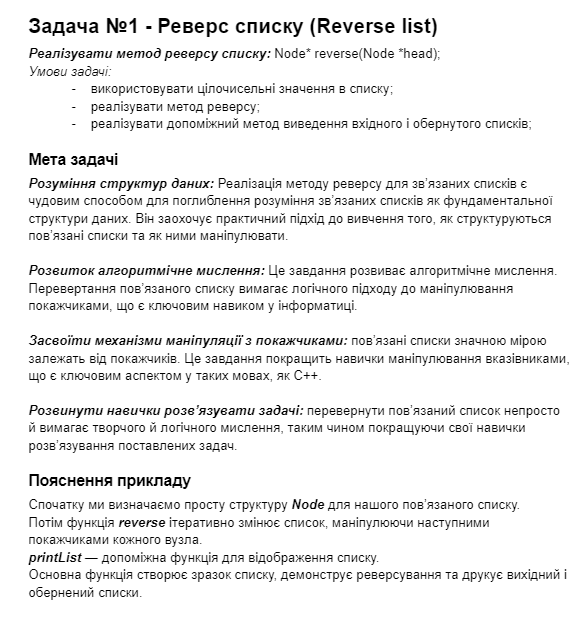 Задача №1 - Реверс списку (Reverse list)
Реалізувати метод реверсу списку: Node* reverse(Node *head);
Умови задачі:
- використовувати цілочисельні значення в списку;
- реалізувати метод реверсу;
- реалізувати допоміжний метод виведення вхідного і обернутого списків;
Мета задачі
Розуміння структур даних: Реалізація методу реверсу для зв’язаних списків є
чудовим способом для поглиблення розуміння зв’язаних списків як фундаментальної
структури даних. Він заохочує практичний підхід до вивчення того, як структуруються
пов’язані списки та як ними маніпулювати.
Розвиток алгоритмічне мислення: Це завдання розвиває алгоритмічне мислення.
Перевертання пов’язаного списку вимагає логічного підходу до маніпулювання
покажчиками, що є ключовим навиком у інформатиці.
Засвоїти механізми маніпуляції з покажчиками: пов’язані списки значною мірою
залежать від покажчиків. Це завдання покращить навички маніпулювання вказівниками,
що є ключовим аспектом у таких мовах, як C++.
Розвинути навички розв’язувати задачі: перевернути пов’язаний список непросто
й вимагає творчого й логічного мислення, таким чином покращуючи свої навички
розв’язування поставлених задач.
Пояснення прикладу
Спочатку ми визначаємо просту структуру Node для нашого пов’язаного списку.
Потім функція reverse ітеративно змінює список, маніпулюючи наступними
покажчиками кожного вузла.
printList — допоміжна функція для відображення списку.
Основна функція створює зразок списку, демонструє реверсування та друкує вихідний і
обернений списки.